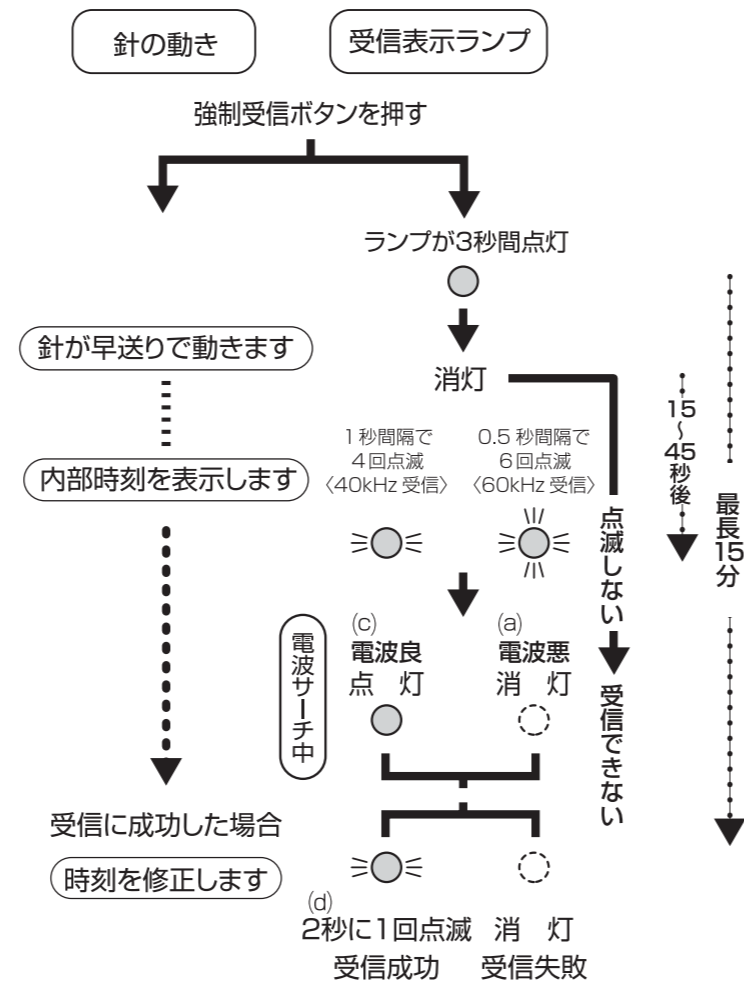 針の動き
受信表示ランプ
強制受信ボタンを押す
ランプが3秒間点灯
針が早送りで動きます
消灯
1秒間隔で
4回点滅
〈40kHz 受信〉
0.5 秒間隔で
6回点滅
〈60kHz 受信〉
内部時刻を表示します
15〜45秒後
最長15分
点滅しない
受信できない
電波サーチ中
(c)
電波良
点 灯
(a)
電波悪
消 灯
受信に成功した場合
時刻を修正します
(d)
2秒に1回点滅
受信成功
消 灯
受信失敗